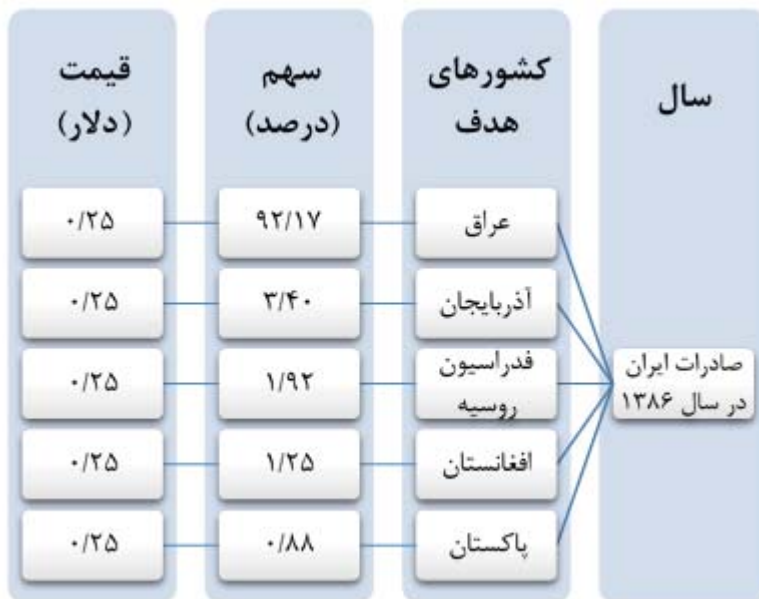 سال
کشورهای
هدف
سهم
(درصد)
قیمت
(دلار)
صادرات ایران
در سال ۱۳۸۶
عراق
۹۲/۱۷
۰/۲۵
آذربایجان
۳/۴۰
۰/۲۵
فدراسیون
روسیه
۱/۹۲
۰/۲۵
افغانستان
۱/۲۵
۰/۲۵
پاکستان
۰/۸۸
۰/۲۵